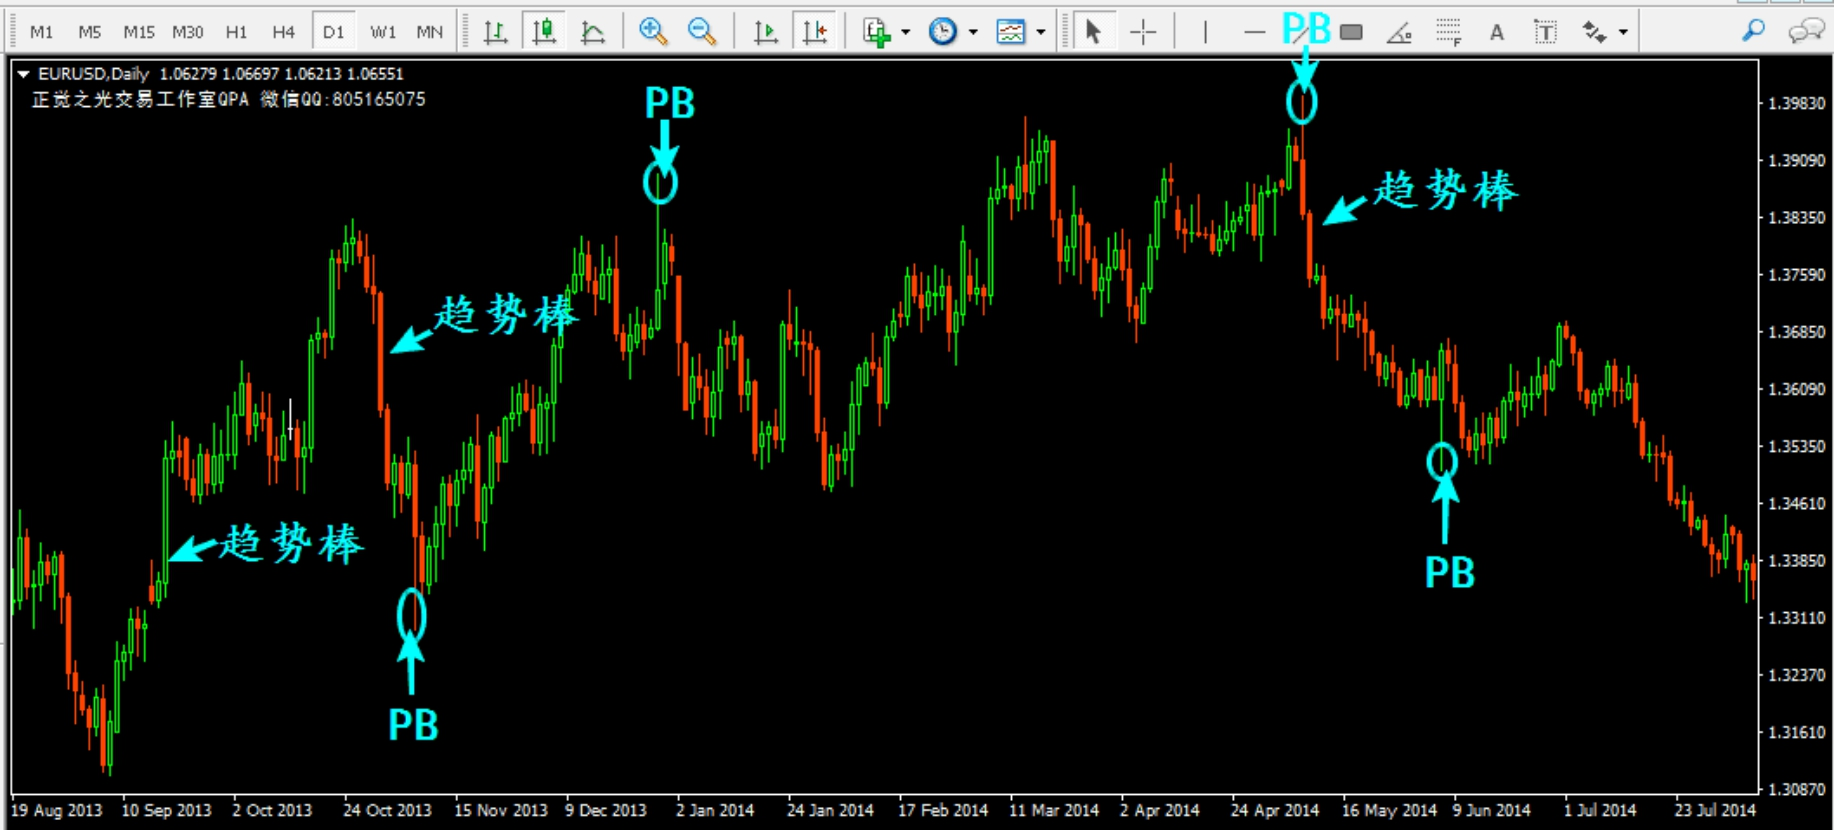 M1 M5 M15 M30 H1 H4 D1 W1 MN
F A T
EURUSD,Daily 1.06279 1.06697 1.06213 1.06551
正觉之光交易工作室QPA 微信QQ:805165075
PB
PB
趋势棒
趋势棒
趋势棒
PB
PB
1.39830
1.39090
1.38350
1.37590
1.36850
1.36090
1.35350
1.34610
1.33850
1.33110
1.32370
1.31610
1.30870
19 Aug 2013 10 Sep 2013 2 Oct 2013 24 Oct 2013 15 Nov 2013 9 Dec 2013 2 Jan 2014 24 Jan 2014 17 Feb 2014 11 Mar 2014 2 Apr 2014 24 Apr 2014 16 May 2014 9 Jun 2014 1 Jul 2014 23 Jul 2014